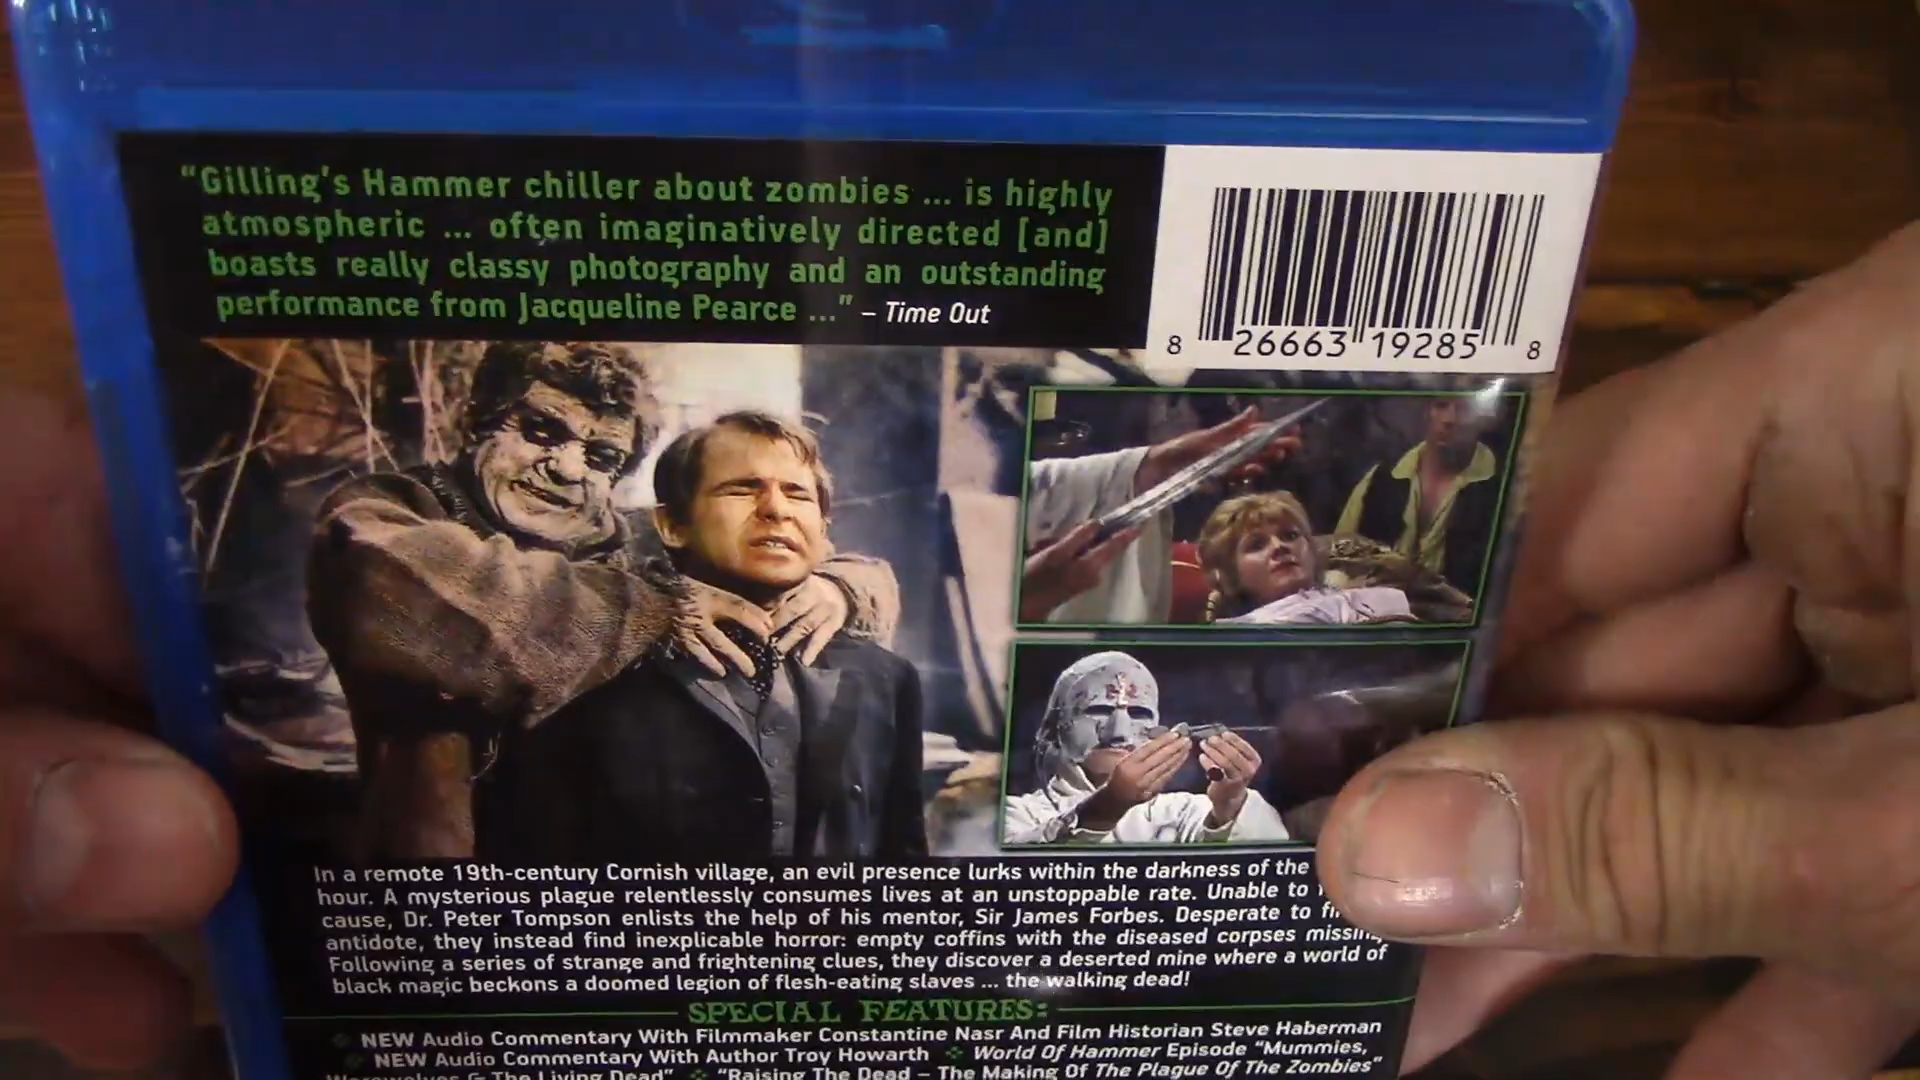 "Gilling's Hammer chiller about zombies ... is highly
atmospheric ... often imaginatively directed [and]
boasts really classy photography and an outstanding
performance from Jacqueline Pearce ..." – Time Out
8 26663 19285 8
In a remote 19th-century Cornish village, an evil presence lurks within the darkness of the
hour. A mysterious plague relentlessly consumes lives at an unstoppable rate. Unable to
cause, Dr. Peter Tompson enlists the help of his mentor, Sir James Forbes. Desperate to
antidote, they instead find inexplicable horror: empty coffins with the diseased corpses missing.
Following a series of strange and frightening clues, they discover a deserted mine where a world of
black magic beckons a doomed legion of flesh-eating slaves ... the walking dead!
SPECIAL FEATURES:
NEW Audio Commentary With Filmmaker Constantine Nasr And Film Historian Steve Haberman
NEW Audio Commentary With Author Troy Howarth World Of Hammer Episode "Mummies,
Werewolves & The Living Dead" "Raising The Dead – The Making Of The Plague Of The Zombies"